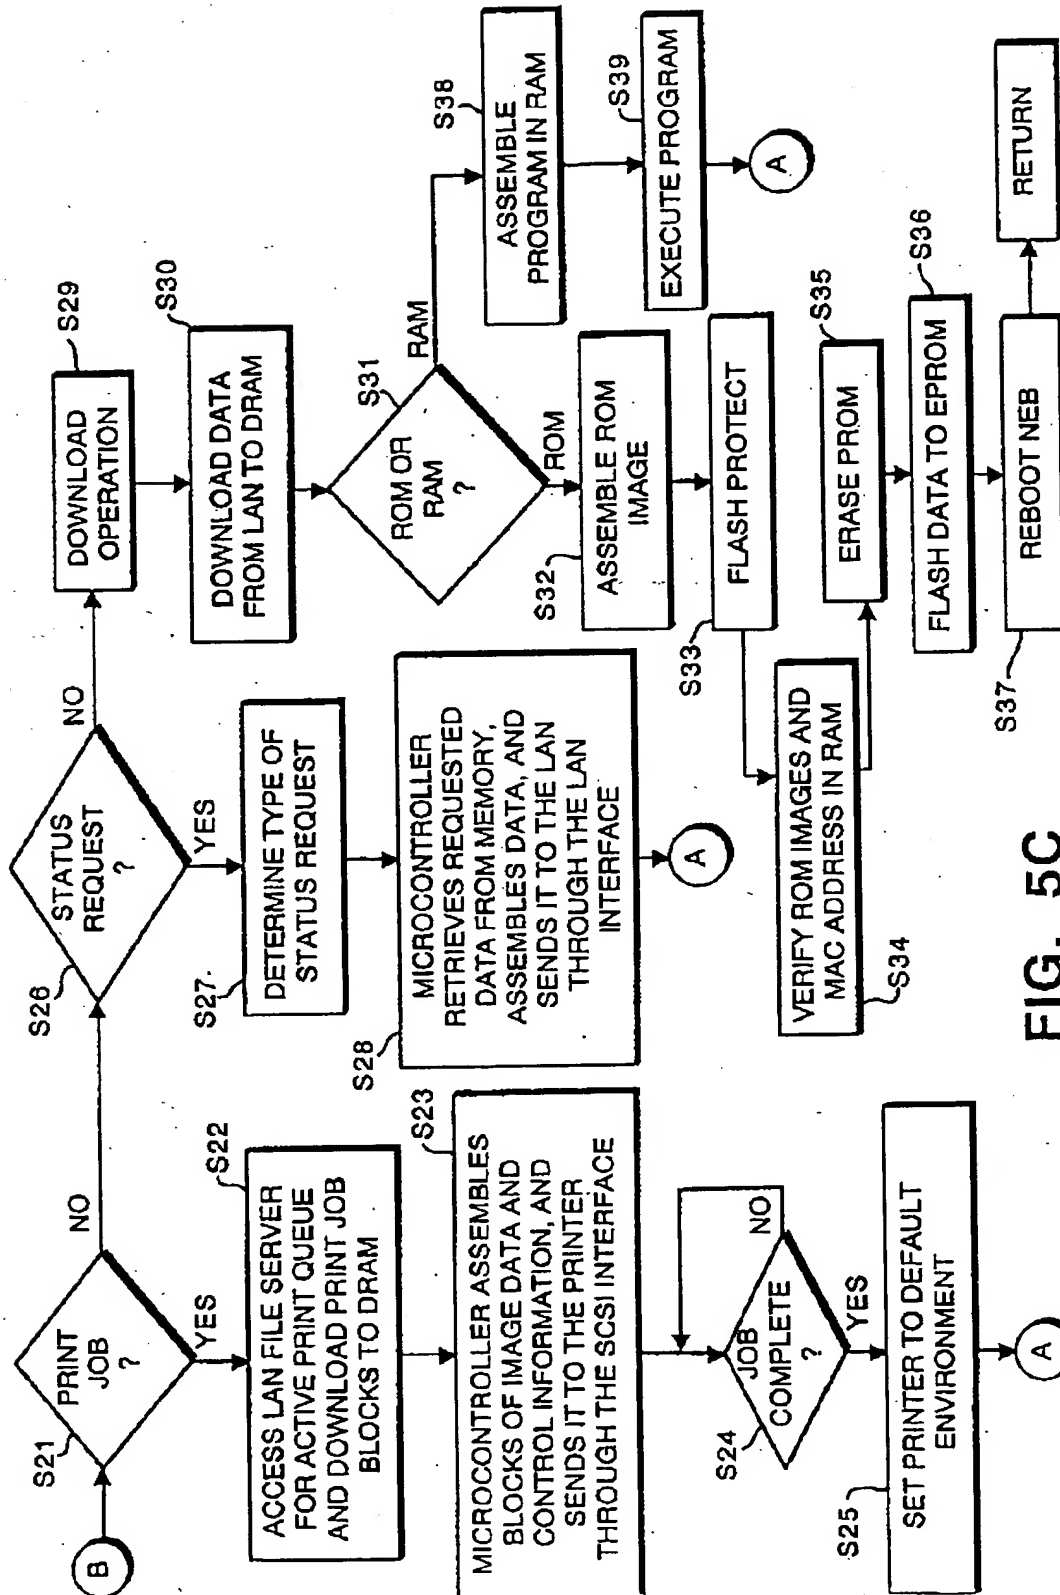 B
S21
PRINT
JOB
?
NO
YES
S22
ACCESS LAN FILE SERVER
FOR ACTIVE PRINT QUEUE
AND DOWNLOAD PRINT JOB
BLOCKS TO DRAM
S23
MICROCONTROLLER ASSEMBLES
BLOCKS OF IMAGE DATA AND
CONTROL INFORMATION, AND
SENDS IT TO THE PRINTER
THROUGH THE SCSI INTERFACE
S24
JOB
COMPLETE
?
NO
YES
S25
SET PRINTER TO DEFAULT
ENVIRONMENT
A
S26
STATUS
REQUEST
?
NO
YES
S27
DETERMINE TYPE OF
STATUS REQUEST
S28
MICROCONTROLLER
RETRIEVES REQUESTED
DATA FROM MEMORY,
ASSEMBLES DATA, AND
SENDS IT TO THE LAN
THROUGH THE LAN
INTERFACE
A
S29
DOWNLOAD
OPERATION
S30
DOWNLOAD DATA
FROM LAN TO DRAM
S31
ROM OR
RAM
?
RAM
ROM
S32
ASSEMBLE ROM
IMAGE
S33
FLASH PROTECT
S34
VERIFY ROM IMAGES AND
MAC ADDRESS IN RAM
S35
ERASE PROM
S36
FLASH DATA TO EPROM
S37
REBOOT NEB
RETURN
S38
ASSEMBLE
PROGRAM IN RAM
S39
EXECUTE PROGRAM
A
FIG. 5C